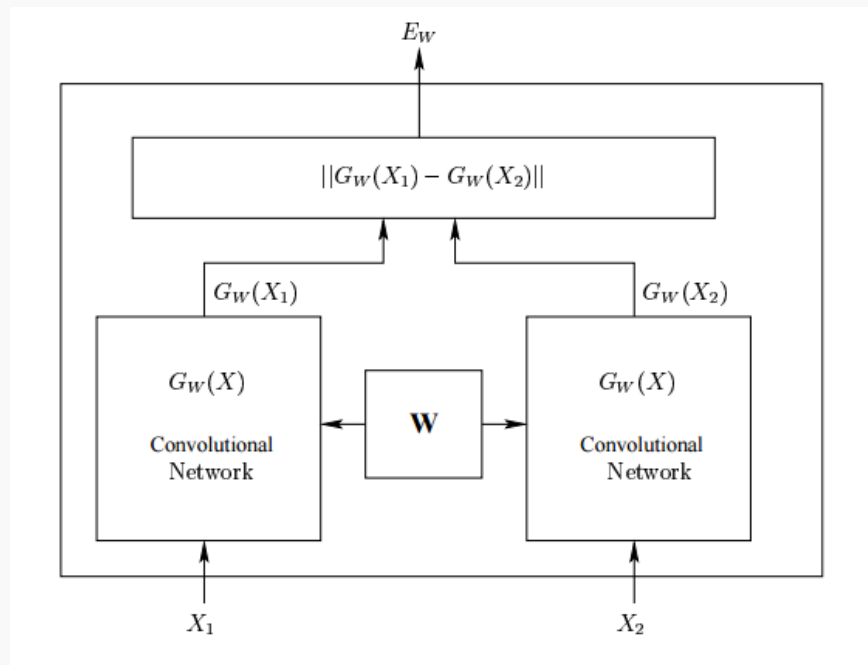 E_W
||G_W(X_1) − G_W(X_2)||
G_W(X_1)
G_W(X_2)
G_W(X)
Convolutional
Network
W
G_W(X)
Convolutional
Network
X_1
X_2